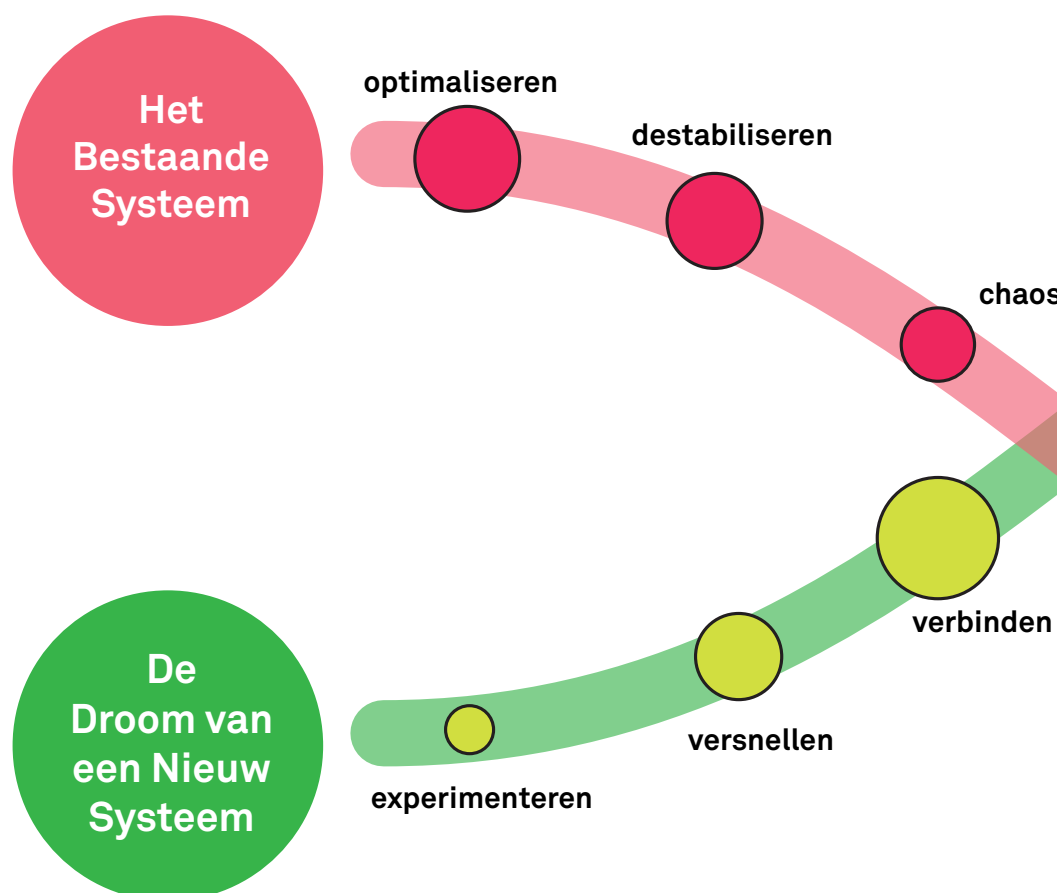 Het
Bestaande
Systeem
optimaliseren
destabiliseren
chaos
De
Droom van
een Nieuw
Systeem
experimenteren
versnellen
verbinden